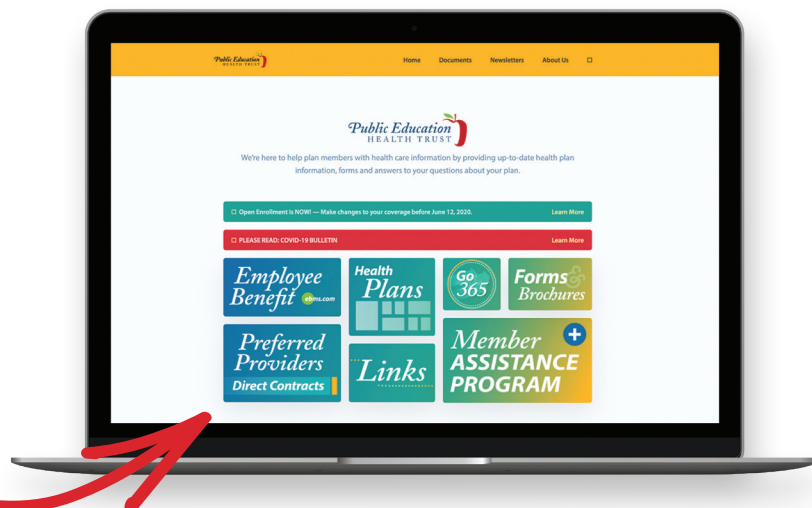 Public Education
HEALTH TRUST
Home Documents Newsletters About Us
Public Education
HEALTH TRUST
We're here to help plan members with health care information by providing up-to-date health plan
information, forms and answers to your questions about your plan.
Open Enrollment Is NOW! — Make changes to your coverage before June 12, 2020. Learn More
PLEASE READ: COVID-19 BULLETIN Learn More
Employee
Benefit ebms.com
Health
Plans
Go
365
Forms &
Brochures
Preferred
Providers
Direct Contracts
Links
Member
ASSISTANCE
PROGRAM